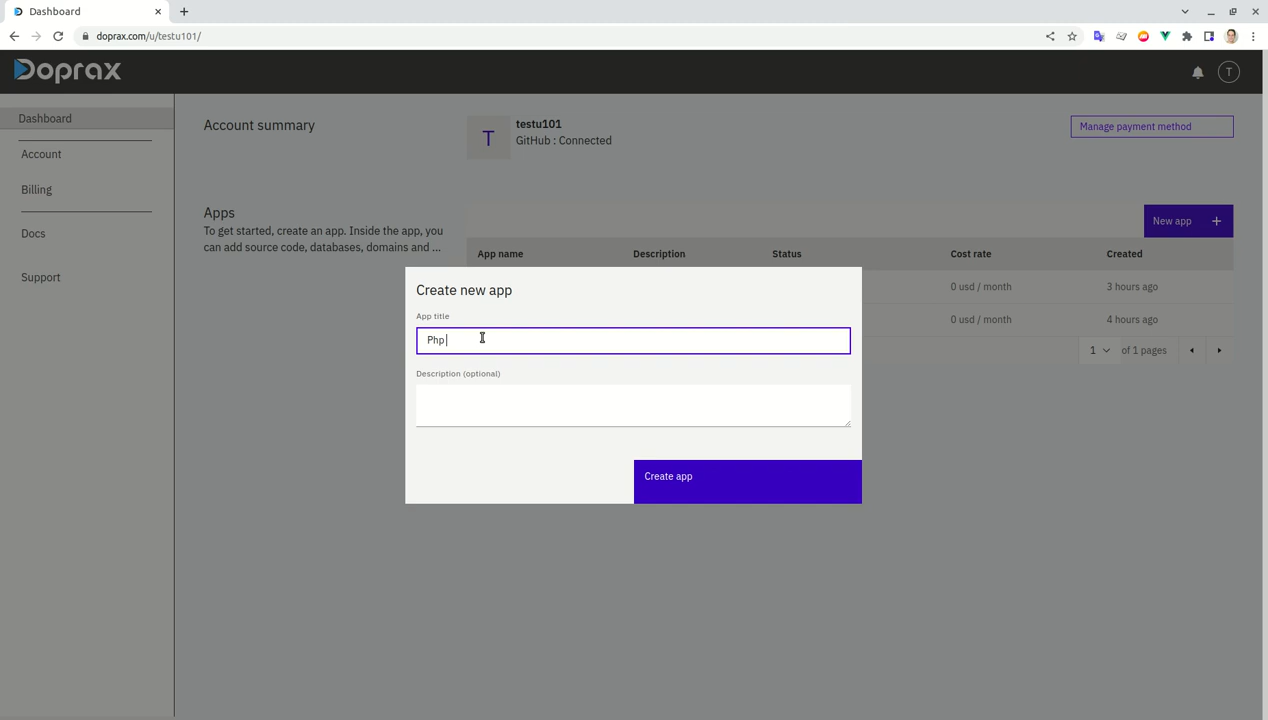 Dashboard
doprax.com/u/testu101/
Doprax
T
Dashboard
Account
Billing
Docs
Support
Account summary
T
testu101
GitHub : Connected
Manage payment method
Apps
To get started, create an app. Inside the app, you
can add source code, databases, domains and ...
New app +
App name Description Status Cost rate Created
0 usd / month 3 hours ago
0 usd / month 4 hours ago
1 of 1 pages
Create new app
App title
Php
Description (optional)
Create app